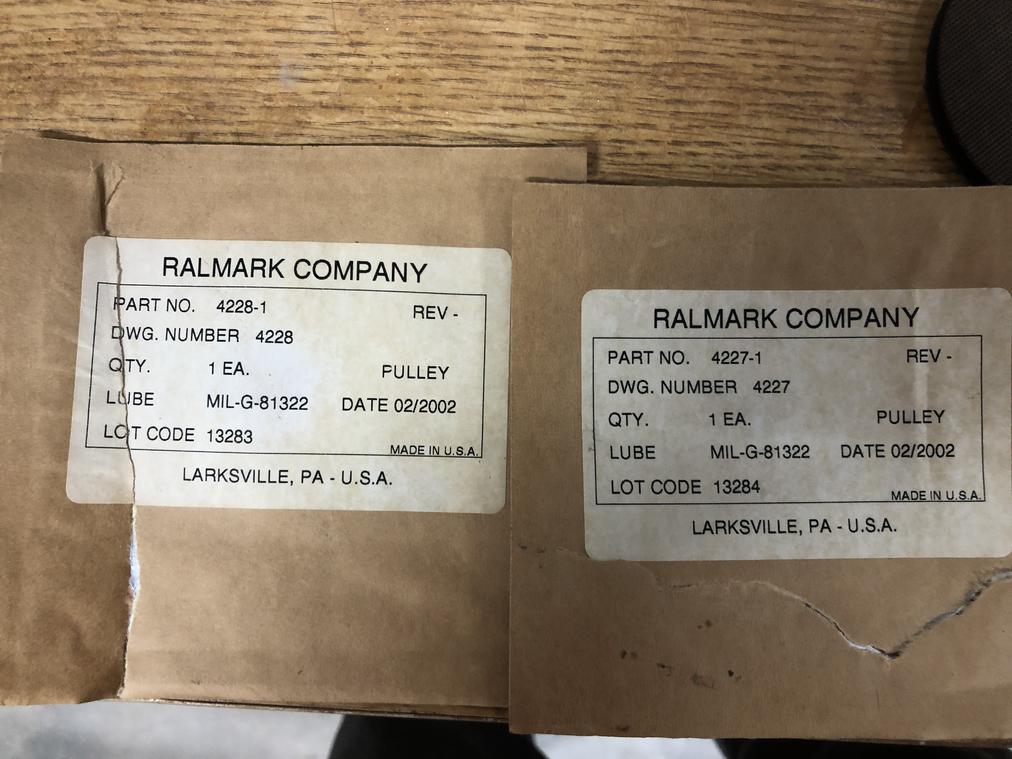 RALMARK COMPANY
PART NO. 4228-1 REV -
DWG. NUMBER 4228
QTY. 1 EA. PULLEY
LUBE MIL-G-81322 DATE 02/2002
LOT CODE 13283
MADE IN U.S.A.
LARKSVILLE, PA - U.S.A.
RALMARK COMPANY
PART NO. 4227-1 REV -
DWG. NUMBER 4227
QTY. 1 EA. PULLEY
LUBE MIL-G-81322 DATE 02/2002
LOT CODE 13284
MADE IN U.S.A.
LARKSVILLE, PA - U.S.A.